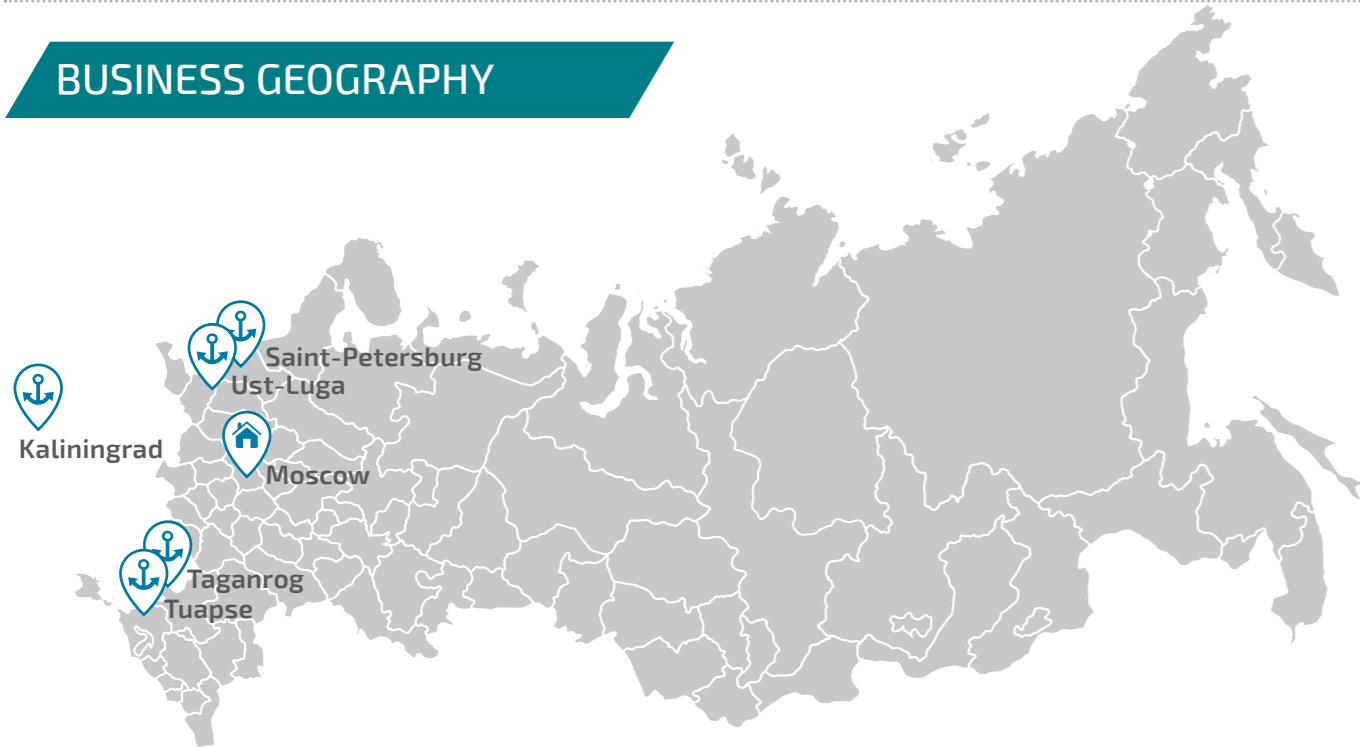 BUSINESS GEOGRAPHY
Saint-Petersburg
Ust-Luga
Kaliningrad
Moscow
Taganrog
Tuapse